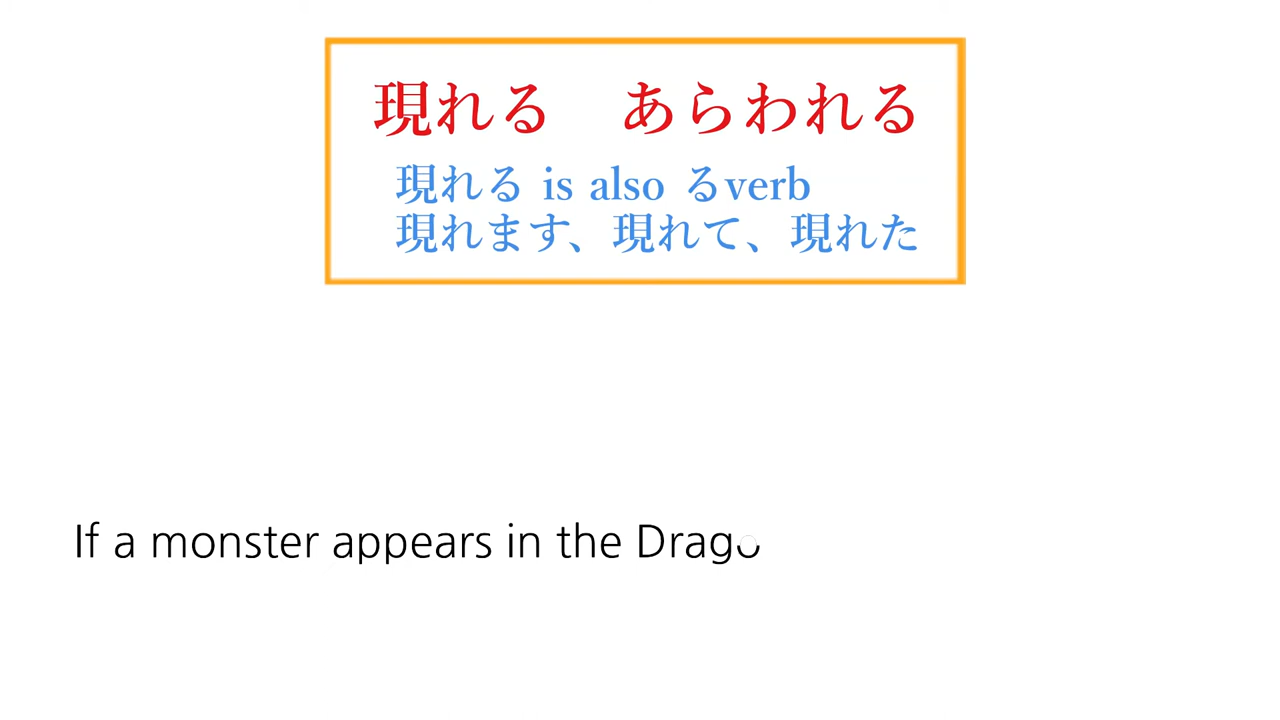 現れる　あらわれる
現れる is also るverb
現れます、現れて、現れた
If a monster appears in the Drago